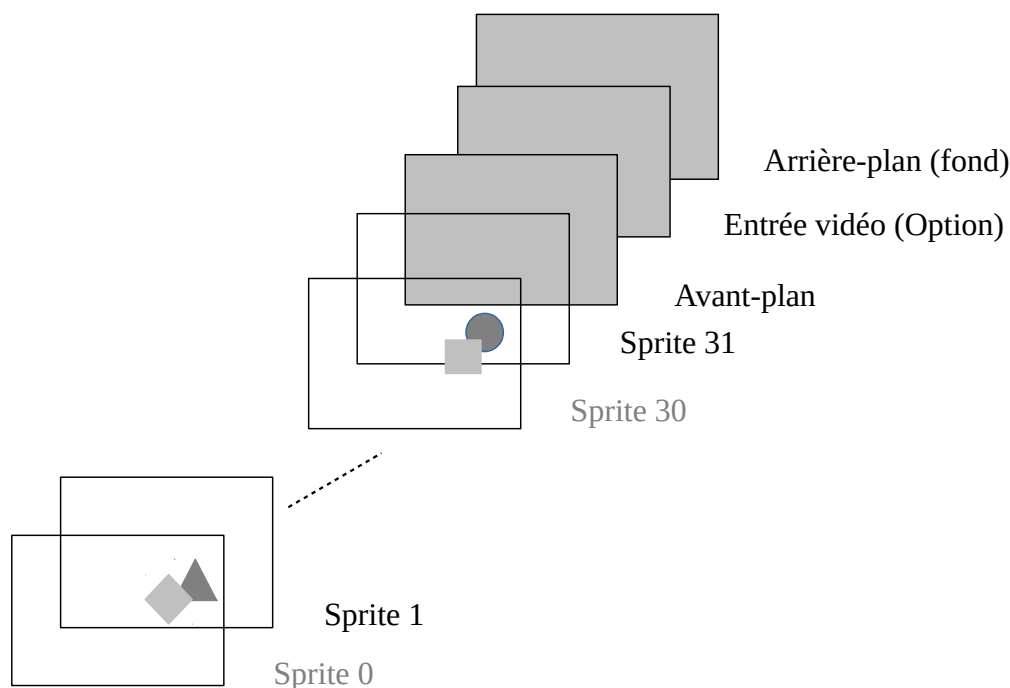 Arrière-plan (fond)
Entrée vidéo (Option)
Avant-plan
Sprite 31
Sprite 30
Sprite 1
Sprite 0